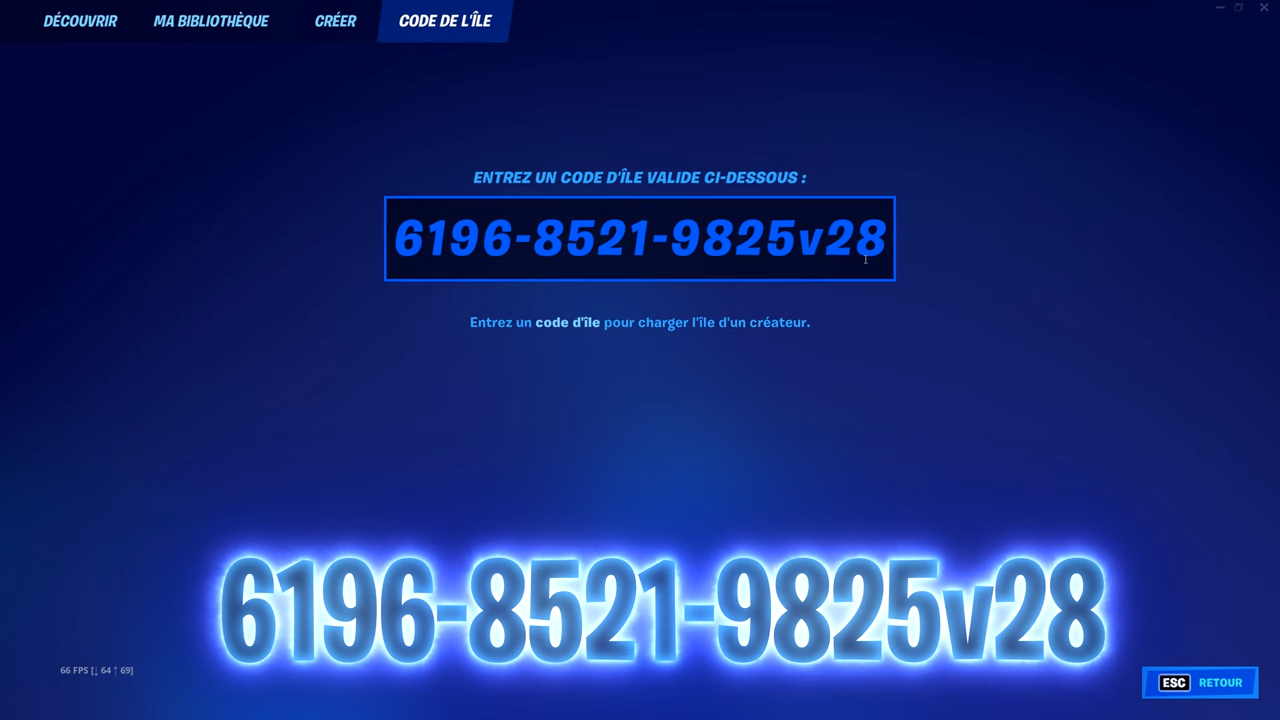 DÉCOUVRIR MA BIBLIOTHÈQUE CRÉER CODE DE L'ÎLE
ENTREZ UN CODE D'ÎLE VALIDE CI-DESSOUS :
6196-8521-9825v28
Entrez un code d'île pour charger l'île d'un créateur.
6196-8521-9825v28
66 FPS [↓ 64 ↑ 69]
ESC RETOUR